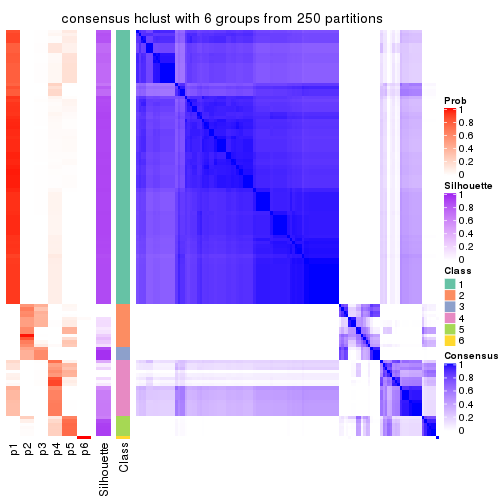 consensus hclust with 6 groups from 250 partitions
Prob
1
0.8
0.6
0.4
0.2
0
Silhouette
1
0.8
0.6
0.4
0.2
0
Class
1
2
3
4
5
6
Consensus
1
0.8
0.6
0.4
0.2
0
p1
p2
p3
p4
p5
p6
Silhouette
Class